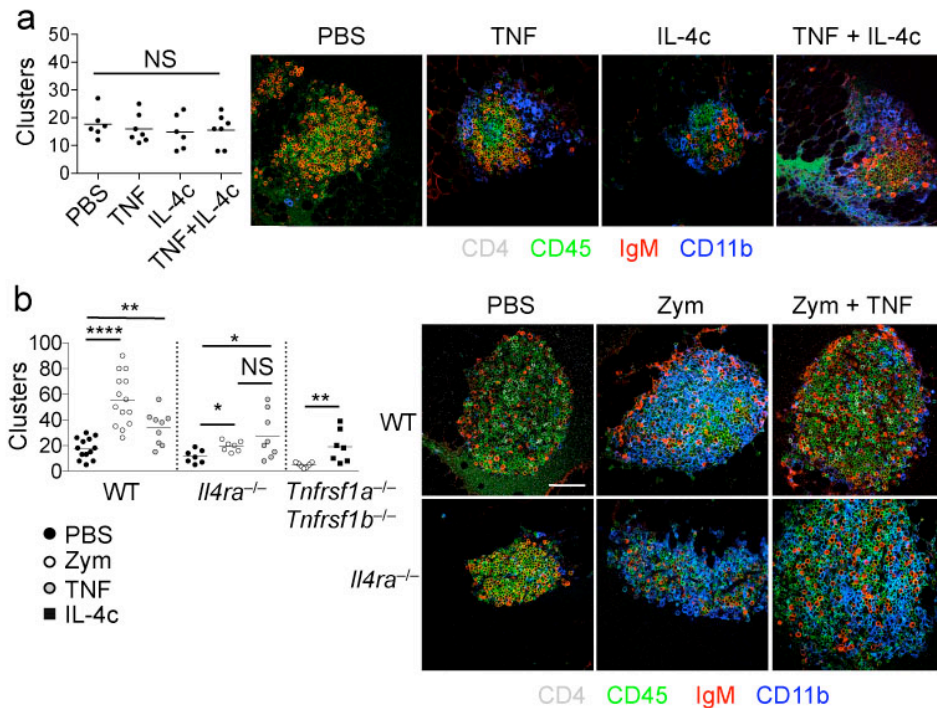 a
Clusters
50
40
30
20
10
0
NS
PBS
TNF
IL-4c
TNF+IL-4c
PBS
TNF
IL-4c
TNF + IL-4c
CD4 CD45 IgM CD11b
b
Clusters
100
80
60
40
20
0
**
****
*
NS
*
**
WT
Il4ra–/–
Tnfrsf1a–/–
Tnfrsf1b–/–
PBS
Zym
TNF
IL-4c
PBS
Zym
Zym + TNF
WT
Il4ra–/–
CD4 CD45 IgM CD11b